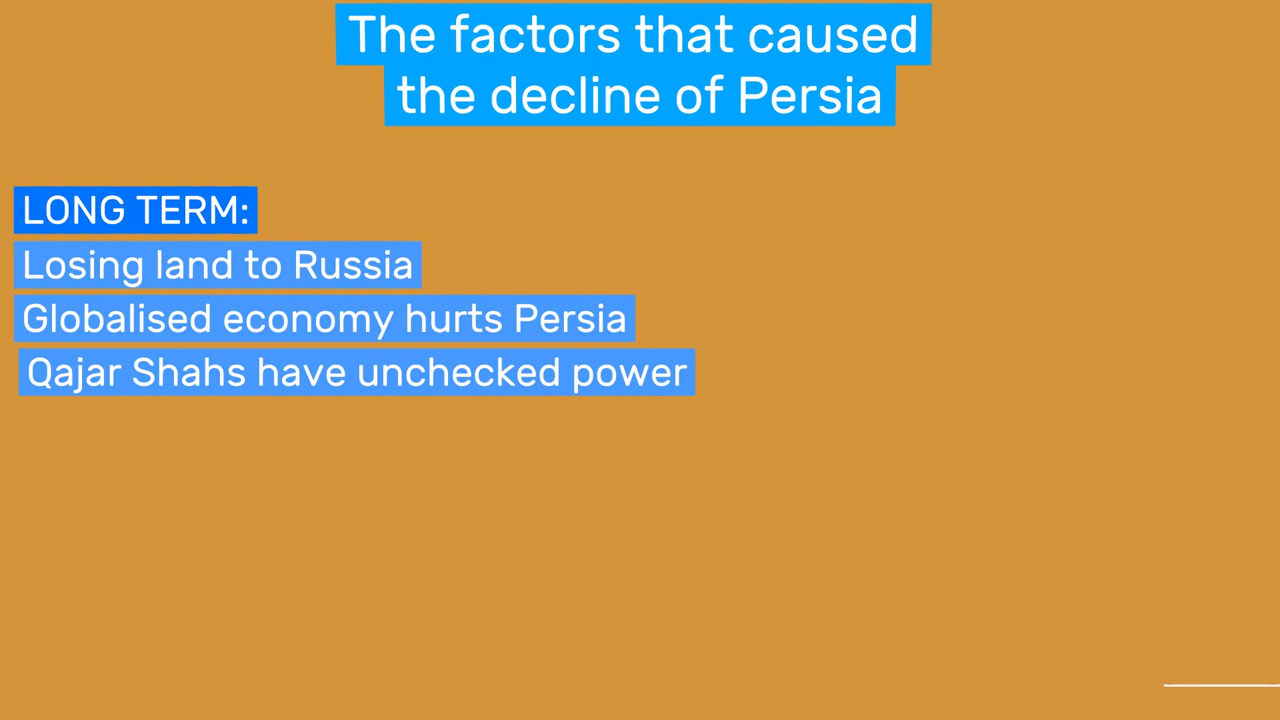 The factors that caused
the decline of Persia
LONG TERM:
Losing land to Russia
Globalised economy hurts Persia
Qajar Shahs have unchecked power